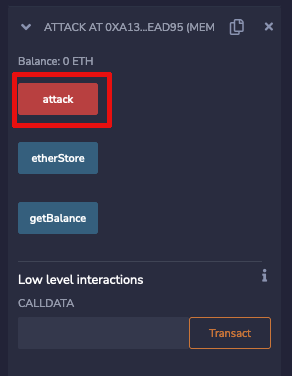 ATTACK AT 0XA13...EAD95 (MEM
Balance: 0 ETH
attack
etherStore
getBalance
Low level interactions
CALLDATA
Transact